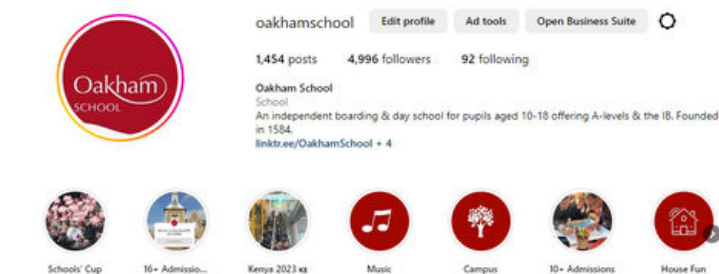 oakhamschool Edit profile Ad tools Open Business Suite
1,454 posts 4,996 followers 92 following
Oakham
SCHOOL
Oakham School
School
An independent boarding & day school for pupils aged 10-18 offering A-levels & the IB. Founded
in 1584.
linktr.ee/OakhamSchool + 4
Schools' Cup 16+ Admissio... Kenya 2023 KE Music Campus 10+ Admissions House Fun